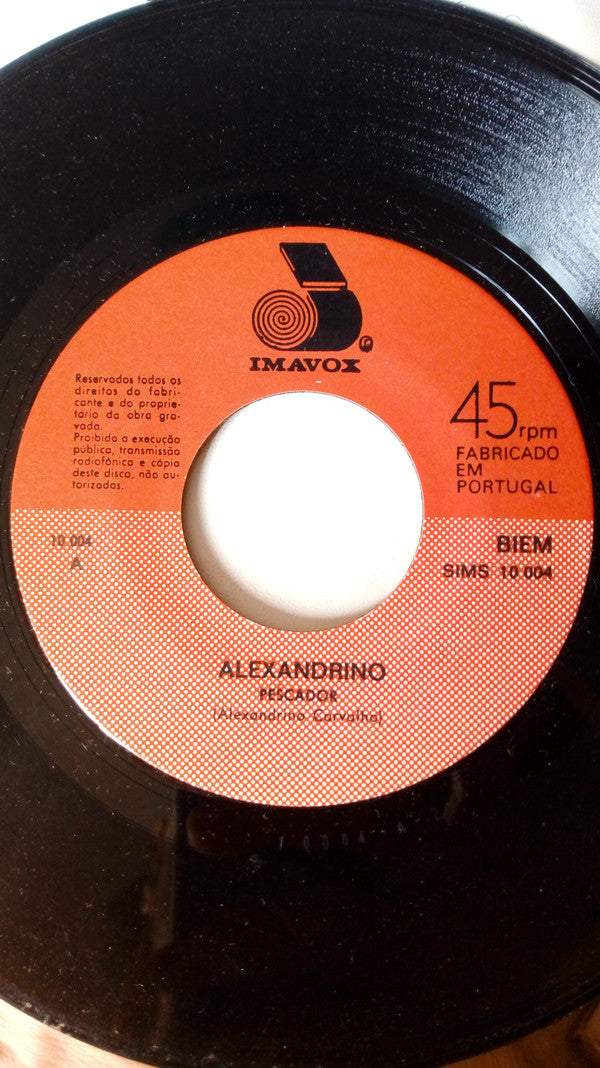 IMAVOX
Reservados todos os
direitos do fabri-
cante e do proprie-
tário da obra gra-
vada.
Proibida a execução
pública, transmissão
radiofónica e cópia
deste disco, não au-
torizadas.
45 rpm
FABRICADO
EM
PORTUGAL
10 004
A
BIEM
SIMS 10 004
ALEXANDRINO
PESCADOR
(Alexandrino Carvalho)